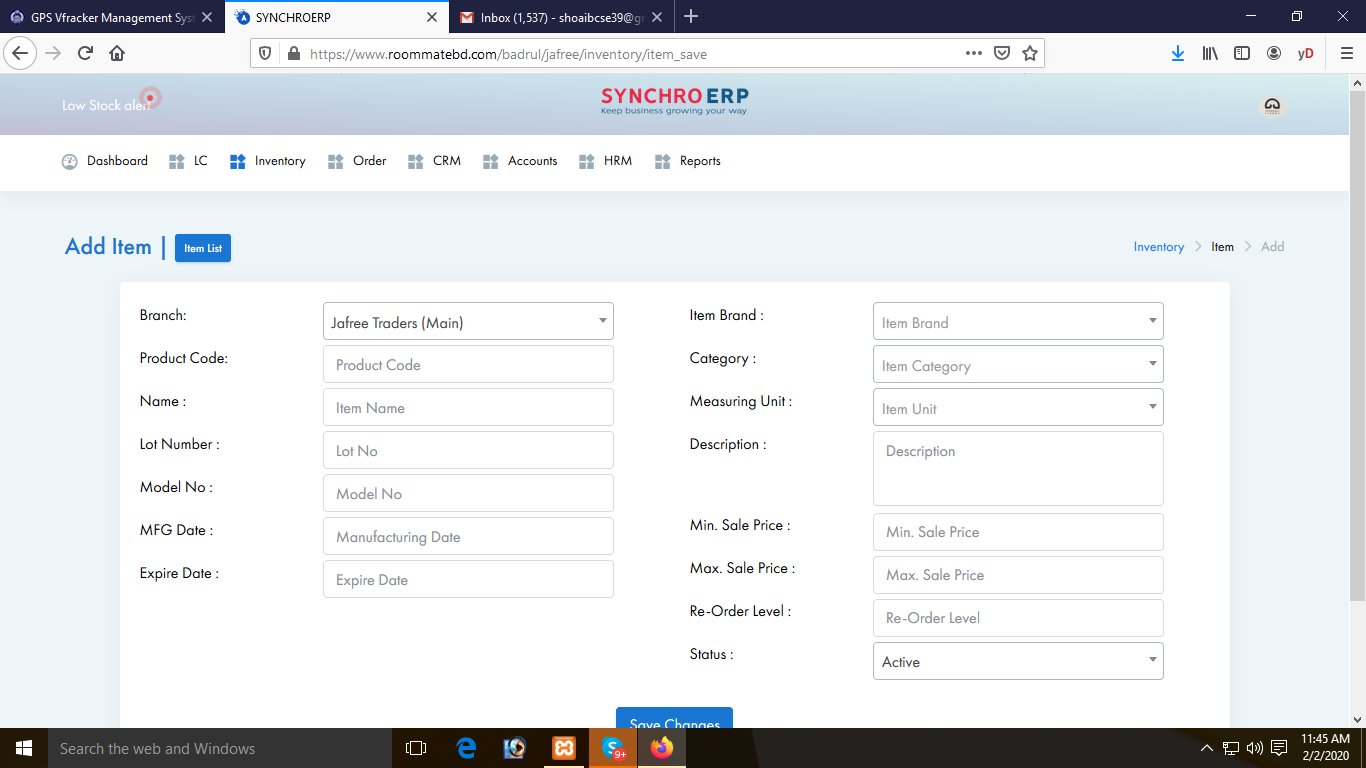 GPS Vfracker Management Syst
SYNCHROERP
Inbox (1,537) - shoaibcse39@gr
https://www.roommatebd.com/badrul/jafree/inventory/item_save
yD
Low Stock alert
SYNCHRO ERP
Keep business growing your way
Dashboard
LC
Inventory
Order
CRM
Accounts
HRM
Reports
Add Item |
Item List
Inventory > Item > Add
Branch:
Jafree Traders (Main)
Product Code:
Product Code
Name :
Item Name
Lot Number :
Lot No
Model No :
Model No
MFG Date :
Manufacturing Date
Expire Date :
Expire Date
Item Brand :
Item Brand
Category :
Item Category
Measuring Unit :
Item Unit
Description :
Description
Min. Sale Price :
Min. Sale Price
Max. Sale Price :
Max. Sale Price
Re-Order Level :
Re-Order Level
Status :
Active
Save Changes
Search the web and Windows
9+
11:45 AM
2/2/2020